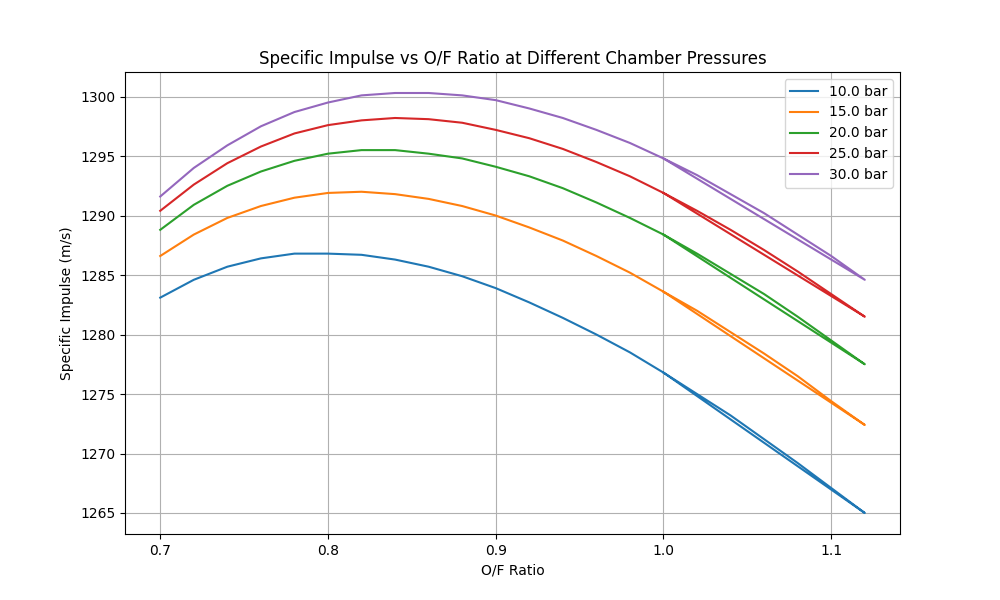 Specific Impulse vs O/F Ratio at Different Chamber Pressures
10.0 bar
15.0 bar
20.0 bar
25.0 bar
30.0 bar
Specific Impulse (m/s)
1300
1295
1290
1285
1280
1275
1270
1265
0.7 0.8 0.9 1.0 1.1
O/F Ratio